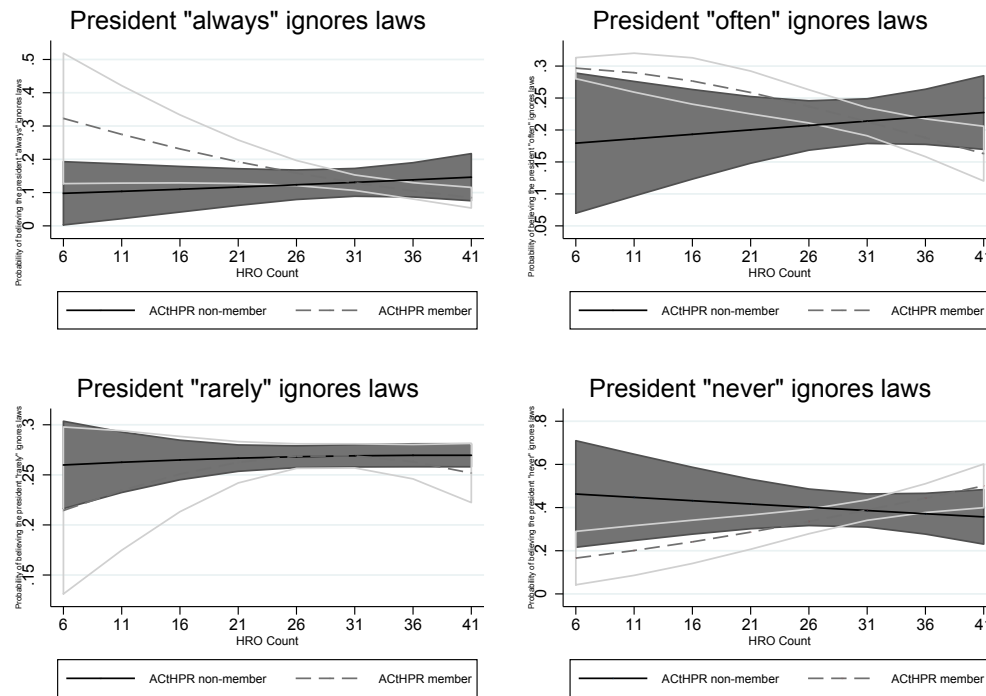 President "always" ignores laws
Probability of believing the president "always" ignores laws
.5
.4
.3
.2
.1
0
6 11 16 21 26 31 36 41
HRO Count
ACtHPR non-member ACtHPR member
President "often" ignores laws
Probability of believing the president "often" ignores laws
.3
.25
.2
.15
.1
.05
6 11 16 21 26 31 36 41
HRO Count
ACtHPR non-member ACtHPR member
President "rarely" ignores laws
Probability of believing the president "rarely" ignores laws
.3
.25
.2
.15
6 11 16 21 26 31 36 41
HRO Count
ACtHPR non-member ACtHPR member
President "never" ignores laws
Probability of believing the president "never" ignores laws
.8
.6
.4
.2
0
6 11 16 21 26 31 36 41
HRO Count
ACtHPR non-member ACtHPR member